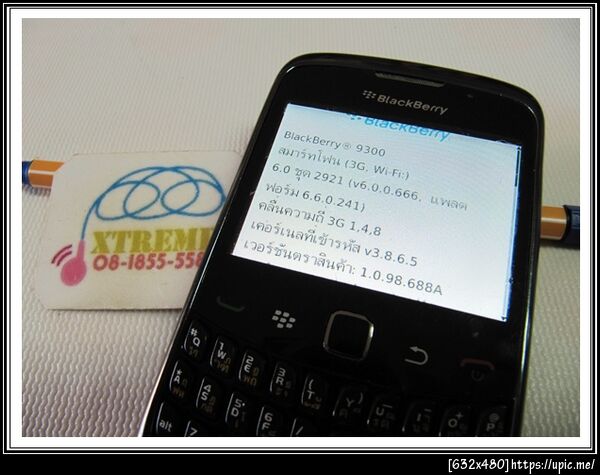 BlackBerry
BlackBerry
BlackBerry® 9300
สมาร์ทโฟน (3G, Wi-Fi:)
6.0 ชุด 2921 (v6.0.0.666, แพลต
ฟอร์ม 6.6.0.241)
คลื่นความถี่ 3G 1,4,8
เคอร์เนลที่เข้ารหัส v3.8.6.5
เวอร์ชันตราสินค้า: 1.0.98.688A
XTREME
08-1855-558
[632x480]https://upic.me/